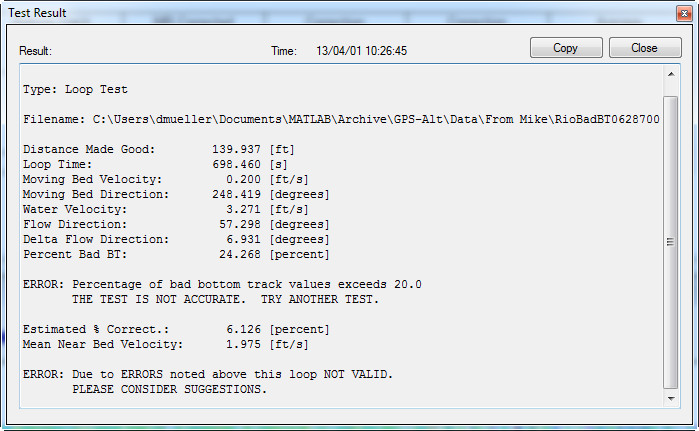 Test Result
Result: Time: 13/04/01 10:26:45 Copy Close
Type: Loop Test
Filename: C:\Users\dmueller\Documents\MATLAB\Archive\GPS-Alt\Data\From Mike\RioBadBT0628700
Distance Made Good: 139.937 [ft]
Loop Time: 698.460 [s]
Moving Bed Velocity: 0.200 [ft/s]
Moving Bed Direction: 248.419 [degrees]
Water Velocity: 3.271 [ft/s]
Flow Direction: 57.298 [degrees]
Delta Flow Direction: 6.931 [degrees]
Percent Bad BT: 24.268 [percent]
ERROR: Percentage of bad bottom track values exceeds 20.0
THE TEST IS NOT ACCURATE. TRY ANOTHER TEST.
Estimated % Correct.: 6.126 [percent]
Mean Near Bed Velocity: 1.975 [ft/s]
ERROR: Due to ERRORS noted above this loop NOT VALID.
PLEASE CONSIDER SUGGESTIONS.